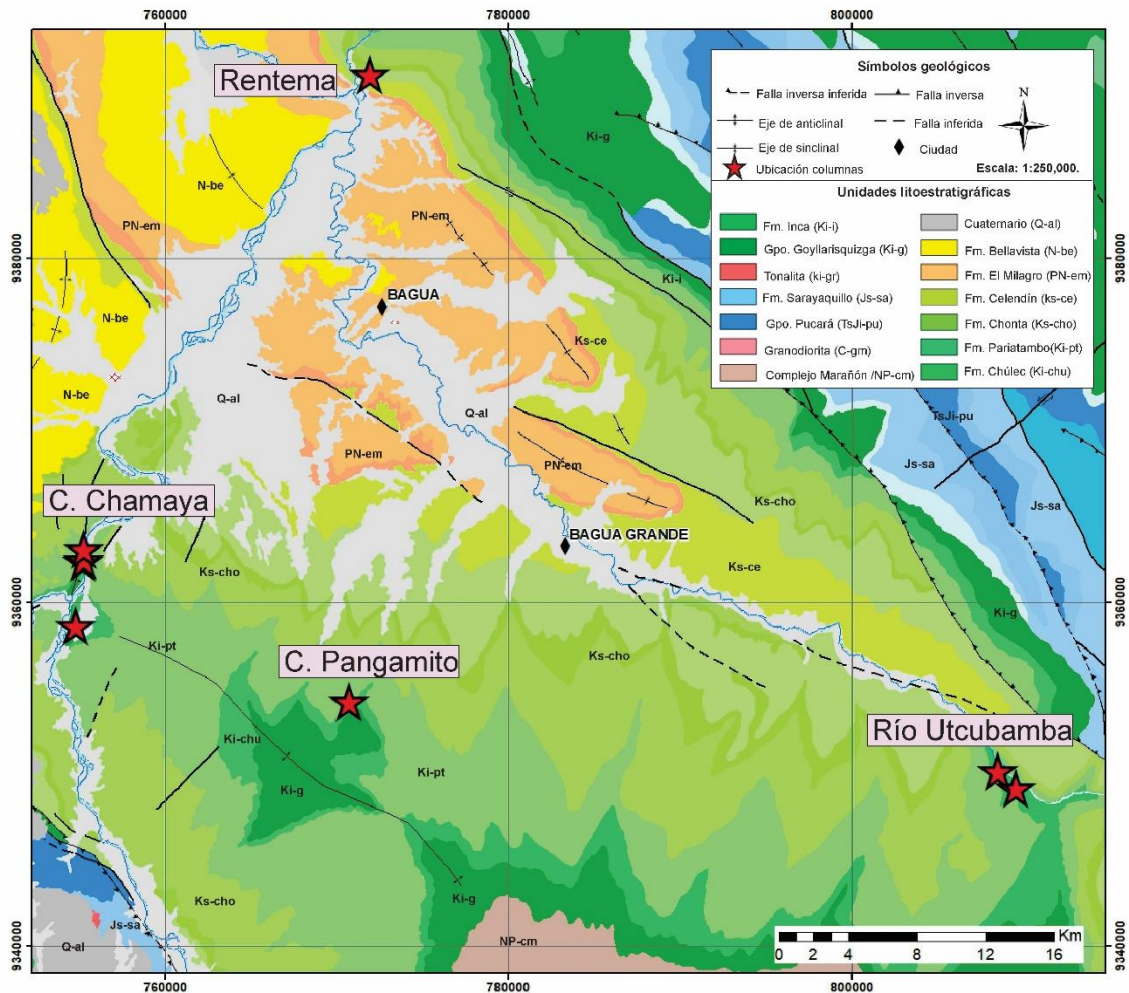 760000 780000 800000
Rentema
Símbolos geológicos
Falla inversa inferida Falla inversa
N
Eje de anticlinal Falla inferida
Eje de sinclinal Ciudad
Ubicación columnas Escala: 1:250,000.
Unidades litoestratigráficas
Fm. Inca (Ki-i) Cuaternario (Q-al)
Gpo. Goyllarisquizga (Ki-g) Fm. Bellavista (N-be)
Tonalita (ki-gr) Fm. El Milagro (PN-em)
Fm. Sarayaquillo (Js-sa) Fm. Celendín (ks-ce)
Gpo. Pucará (TsJi-pu) Fm. Chonta (Ks-cho)
Granodiorita (C-gm) Fm. Pariatambo(Ki-pt)
Complejo Marañón /NP-cm) Fm. Chúlec (Ki-chu)
Ki-g
N-be
PN-em
PN-em
9380000 9380000
Ki-i
BAGUA
N-be
Ks-ce
N-be
Q-al Q-al
TsJi-pu
PN-em PN-em
Js-sa
Ks-cho
Js-sa
C. Chamaya
BAGUA GRANDE
Ks-cho Ks-ce
9360000 9360000
Ki-g
Ki-pt
Ks-cho
C. Pangamito
Río Utcubamba
Ki-chu
Ki-pt
Ki-g
Ks-cho
Ki-g
Js-sa
Q-al
NP-cm
Km
0 2 4 8 12 16
9340000 9340000
760000 780000 800000